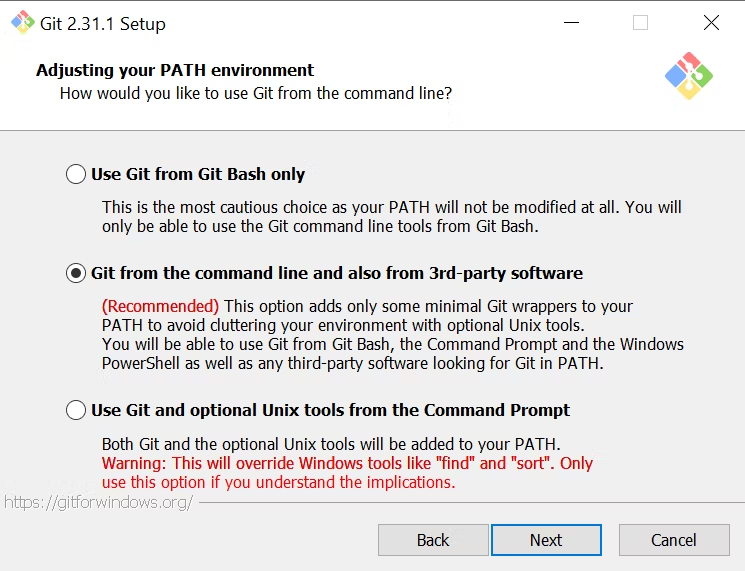 Git 2.31.1 Setup
Adjusting your PATH environment
How would you like to use Git from the command line?
Use Git from Git Bash only
This is the most cautious choice as your PATH will not be modified at all. You will
only be able to use the Git command line tools from Git Bash.
Git from the command line and also from 3rd-party software
(Recommended) This option adds only some minimal Git wrappers to your
PATH to avoid cluttering your environment with optional Unix tools.
You will be able to use Git from Git Bash, the Command Prompt and the Windows
PowerShell as well as any third-party software looking for Git in PATH.
Use Git and optional Unix tools from the Command Prompt
Both Git and the optional Unix tools will be added to your PATH.
Warning: This will override Windows tools like "find" and "sort". Only
use this option if you understand the implications.
https://gitforwindows.org/
Back
Next
Cancel